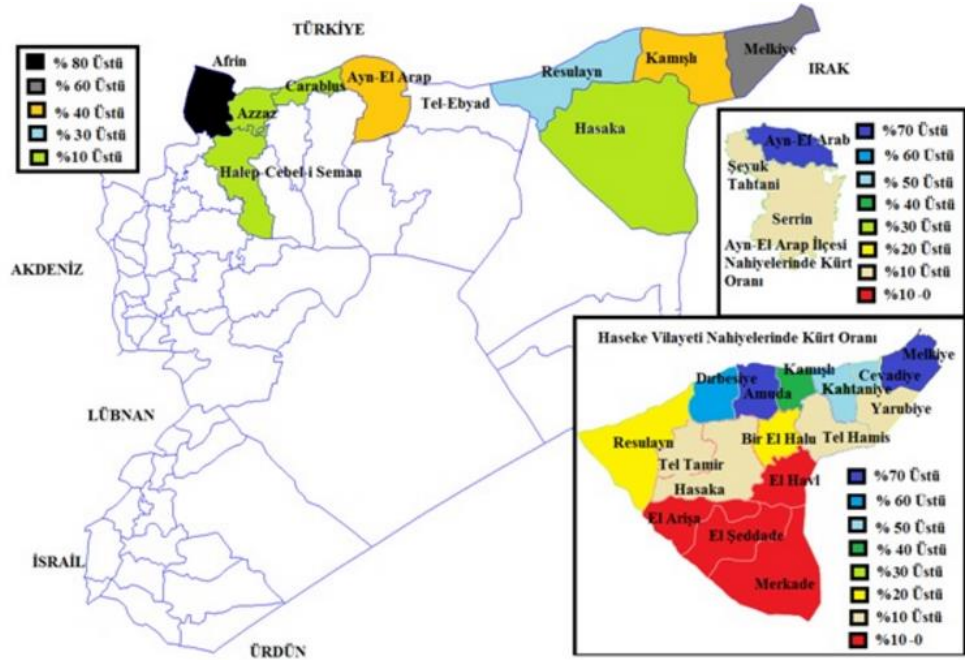 TÜRKİYE
% 80 Üstü
% 60 Üstü
% 40 Üstü
% 30 Üstü
%10 Üstü
Afrin
Azzaz
Carablus
Ayn-El Arap
Tel-Ebyad
Resulayn
Kamışlı
Melkiye
IRAK
Hasaka
Halep-Cebel-i Seman
AKDENİZ
LÜBNAN
İSRAİL
ÜRDÜN
Ayn-El-Arab
Şeyuk
Tahtani
Serrin
Ayn-El Arap İlçesi
Nahiyelerinde Kürt
Oranı
%70 Üstü
% 60 Üstü
% 50 Üstü
% 40 Üstü
%30 Üstü
%20 Üstü
%10 Üstü
%10 -0
Haseke Vilayeti Nahiyelerinde Kürt Oranı
Dırbesiye
Amuda
Kamışlı
Kahtaniye
Cevadiye
Melkiye
Yarubiye
Resulayn
Tel Tamir
Bir El Halu
Tel Hamis
Hasaka
El Havl
El Arişa
El Şeddade
Merkade
%70 Üstü
% 60 Üstü
% 50 Üstü
% 40 Üstü
%30 Üstü
%20 Üstü
%10 Üstü
%10 -0